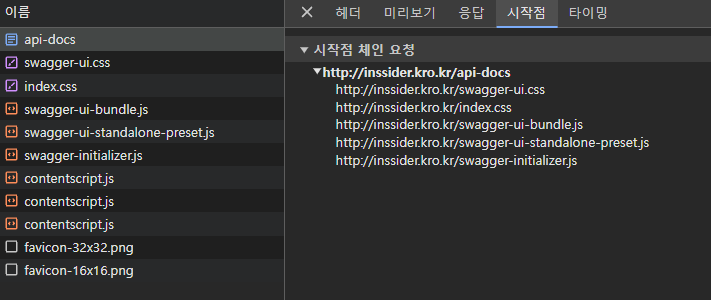 이름
api-docs
swagger-ui.css
index.css
swagger-ui-bundle.js
swagger-ui-standalone-preset.js
swagger-initializer.js
contentscript.js
contentscript.js
contentscript.js
favicon-32x32.png
favicon-16x16.png
헤더 미리보기 응답 시작점 타이밍
시작점 체인 요청
http://inssider.kro.kr/api-docs
http://inssider.kro.kr/swagger-ui.css
http://inssider.kro.kr/index.css
http://inssider.kro.kr/swagger-ui-bundle.js
http://inssider.kro.kr/swagger-ui-standalone-preset.js
http://inssider.kro.kr/swagger-initializer.js